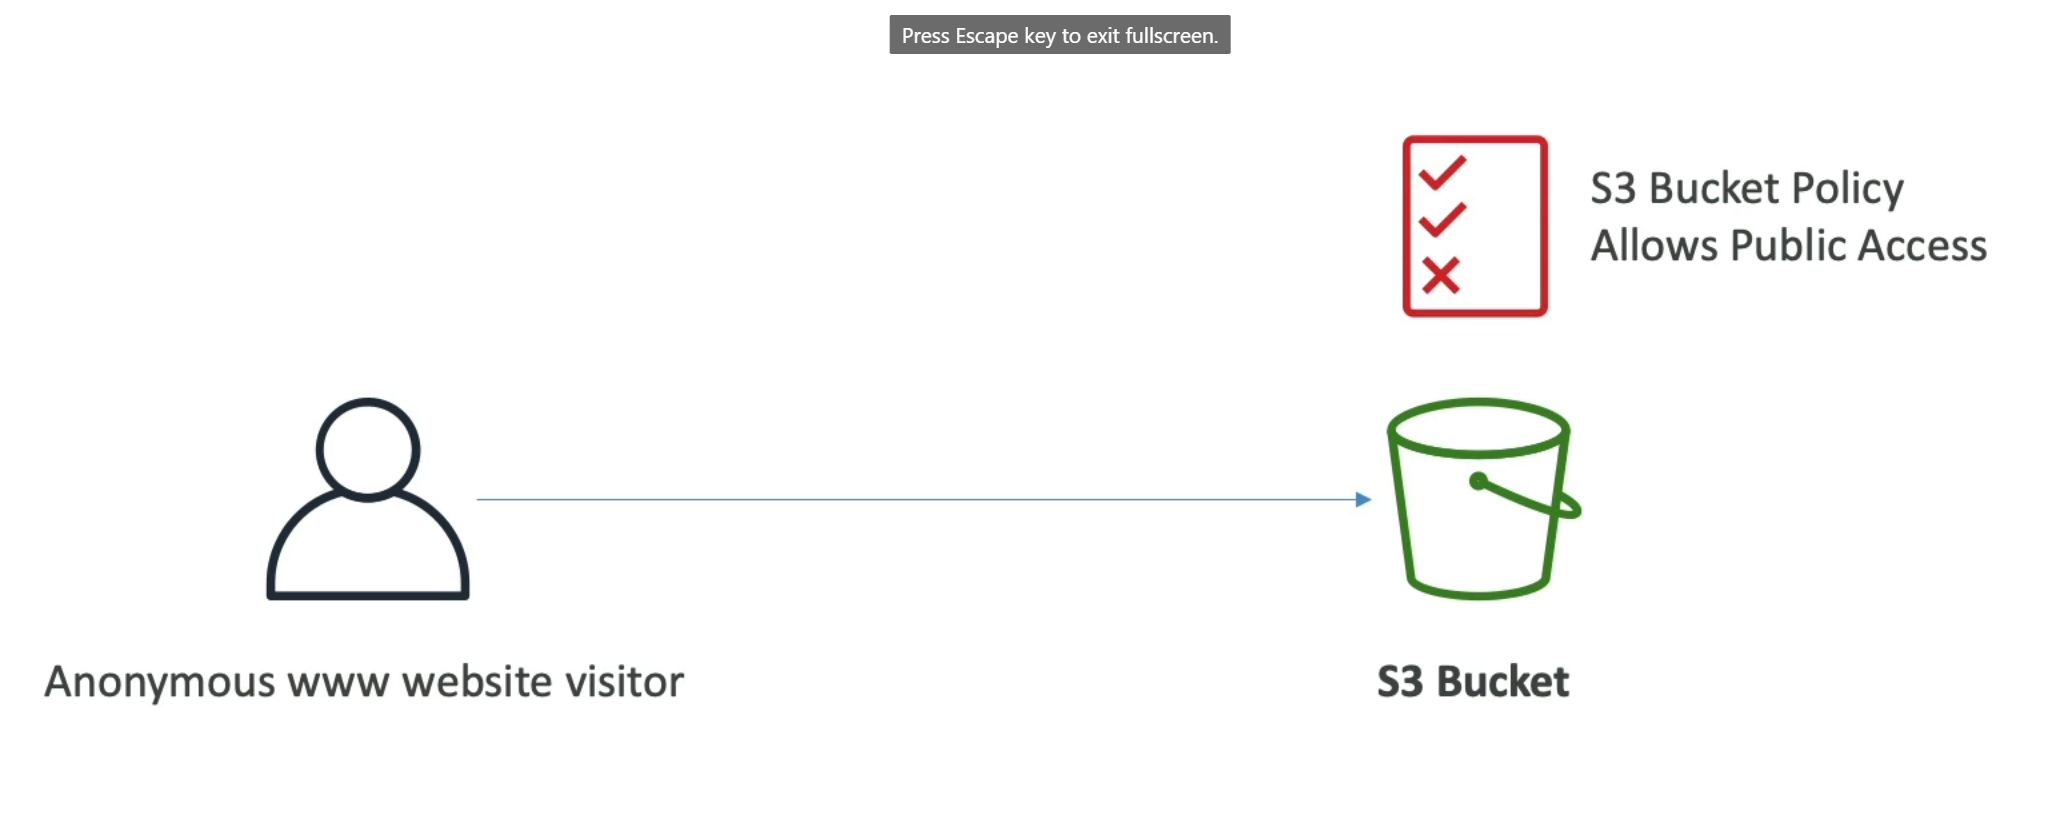 Press Escape key to exit fullscreen.
S3 Bucket Policy
Allows Public Access
Anonymous www website visitor
S3 Bucket